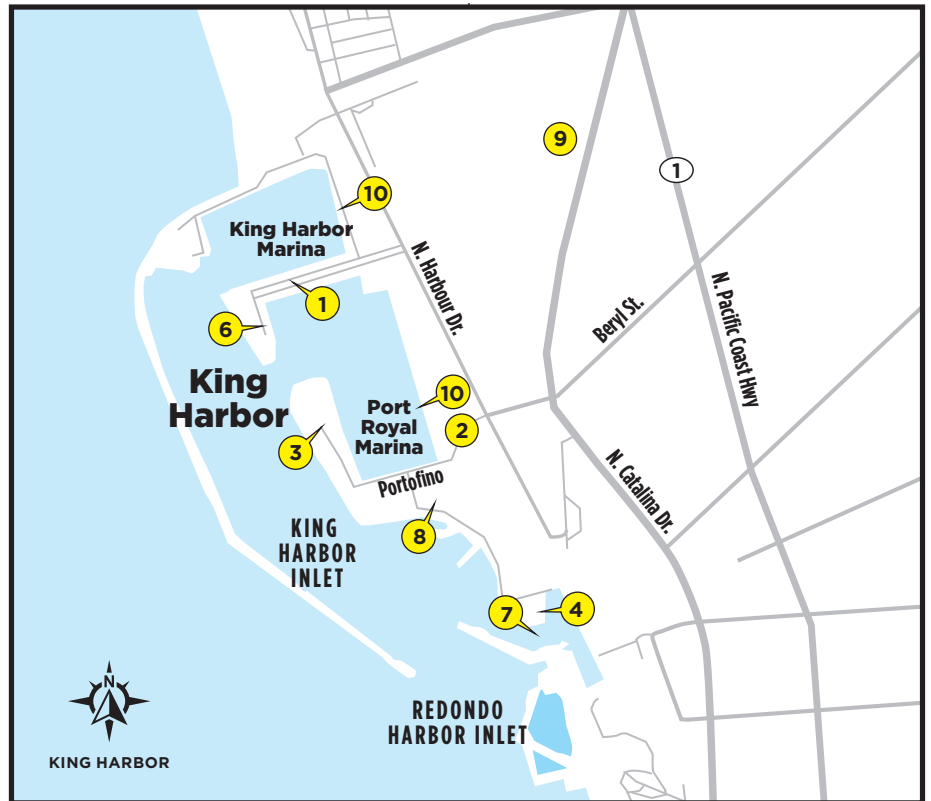 9
1
10
King Harbor
Marina
N. Harbour Dr.
1
6
Beryl St.
N. Pacific Coast Hwy
King
Harbor
10
Port
Royal
Marina
2
3
Portofino
N. Catalina Dr.
8
KING
HARBOR
INLET
7
4
N
REDONDO
HARBOR INLET
KING HARBOR